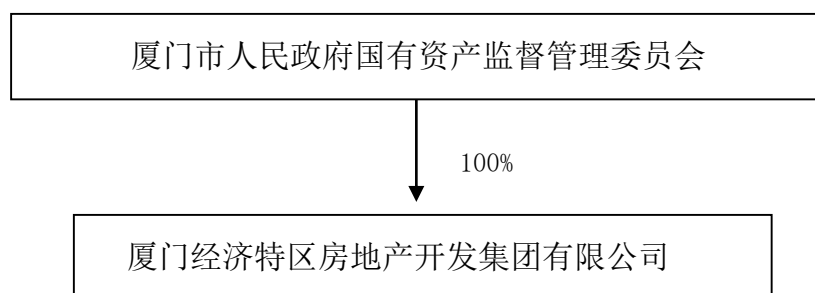 厦门市人民政府国有资产监督管理委员会
100%
厦门经济特区房地产开发集团有限公司